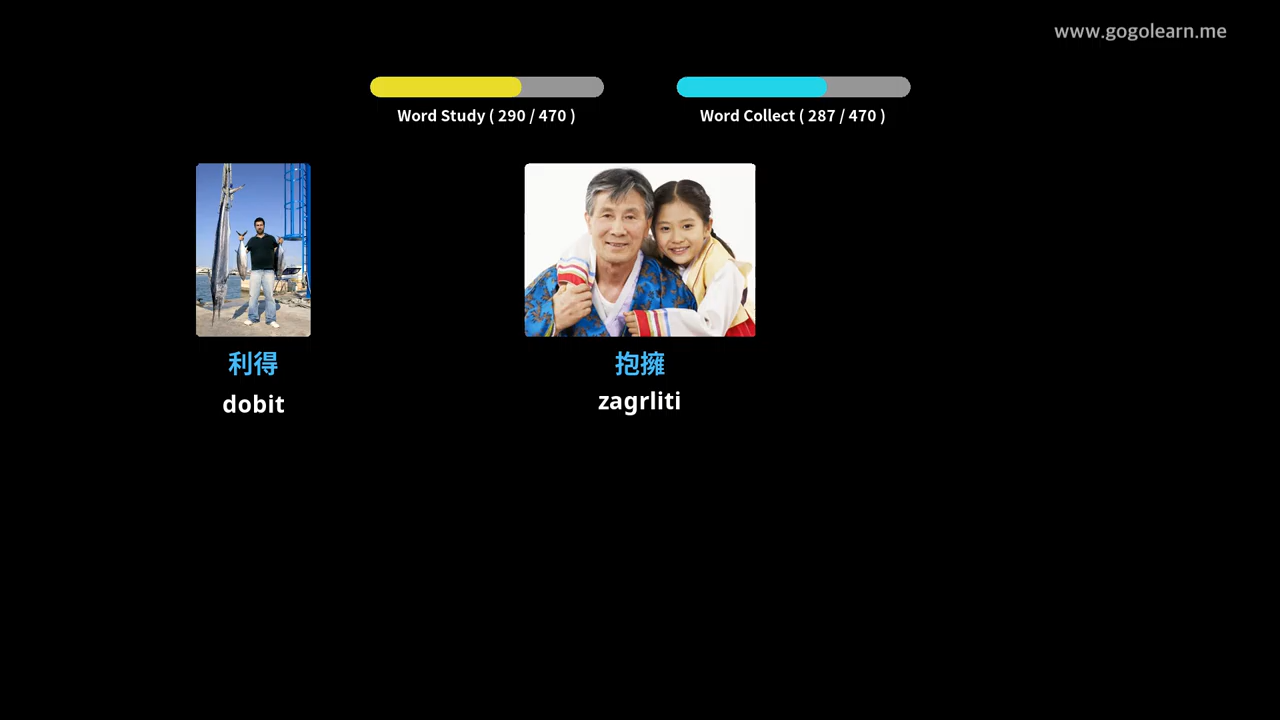 www.gogolearn.me
Word Study ( 290 / 470 )
Word Collect ( 287 / 470 )
利得
dobit
抱擁
zagrliti